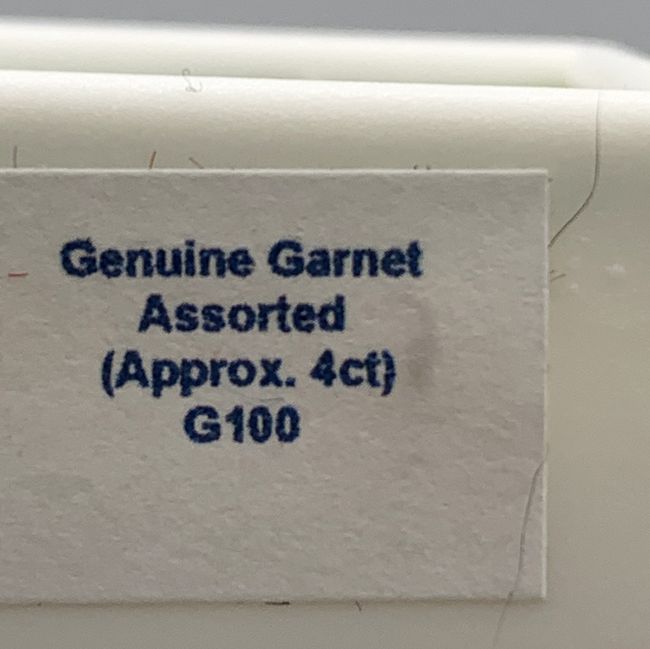 Genuine Garnet
Assorted
(Approx. 4ct)
G100